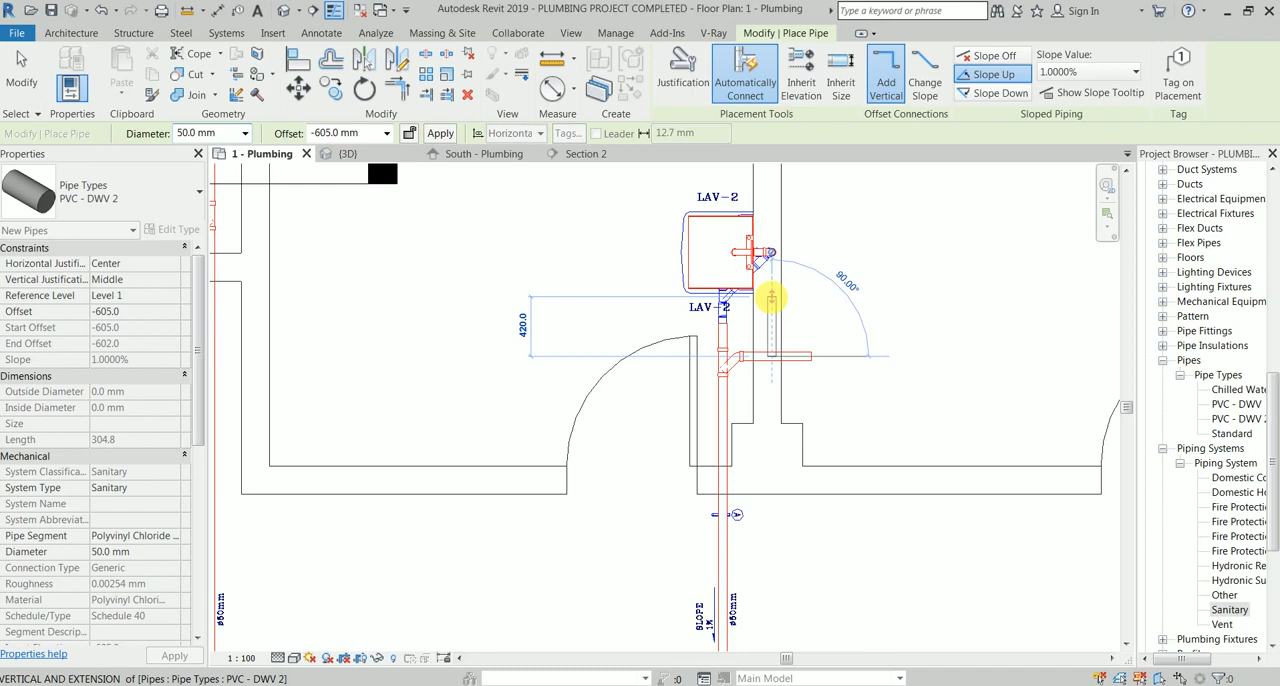 Autodesk Revit 2019 - PLUMBING PROJECT COMPLETED - Floor Plan: 1 - Plumbing
Type a keyword or phrase
Sign In
File
Architecture
Structure
Steel
Systems
Insert
Annotate
Analyze
Massing & Site
Collaborate
View
Manage
Add-Ins
V-Ray
Modify | Place Pipe
Modify
Properties
Paste
Cope
Cut
Join
Justification
Automatically
Connect
Inherit
Elevation
Inherit
Size
Add
Vertical
Change
Slope
Slope Off
Slope Up
Slope Down
Slope Value:
1.0000%
Show Slope Tooltip
Tag on
Placement
Select
Properties
Clipboard
Geometry
Modify
View
Measure
Create
Placement Tools
Offset Connections
Sloped Piping
Tag
Modify | Place Pipe
Diameter:
50.0 mm
Offset:
-605.0 mm
Apply
Horizonta
Tags...
Leader
12.7 mm
Properties
1 - Plumbing
{3D}
South - Plumbing
Section 2
Project Browser - PLUMBI...
Pipe Types
PVC - DWV 2
New Pipes
Edit Type
Constraints
Horizontal Justifi...
Center
Vertical Justificati...
Middle
Reference Level
Level 1
Offset
-605.0
Start Offset
-605.0
End Offset
-602.0
Slope
1.0000%
Dimensions
Outside Diameter
0.0 mm
Inside Diameter
0.0 mm
Size
Length
304.8
Mechanical
System Classifica...
Sanitary
System Type
Sanitary
System Name
System Abbreviat...
Pipe Segment
Polyvinyl Chloride ...
Diameter
50.0 mm
Connection Type
Generic
Roughness
0.00254 mm
Material
Polyvinyl Chlori...
Schedule/Type
Schedule 40
Segment Descrip...
Properties help
Apply
LAV-2
LAV-2
90.00°
420.0
A
ø50mm
SLOPE
1%
ø50mm
Duct Systems
Ducts
Electrical Equipmen
Electrical Fixtures
Flex Ducts
Flex Pipes
Floors
Lighting Devices
Lighting Fixtures
Mechanical Equipm
Pattern
Pipe Fittings
Pipe Insulations
Pipes
Pipe Types
Chilled Wate
PVC - DWV
PVC - DWV 2
Standard
Piping Systems
Piping System
Domestic Co
Domestic Ho
Fire Protectio
Fire Protectio
Fire Protectio
Fire Protectio
Hydronic Re
Hydronic Su
Other
Sanitary
Vent
Plumbing Fixtures
1 : 100
VERTICAL AND EXTENSION of [Pipes : Pipe Types : PVC - DWV 2]
:0
Main Model
:0